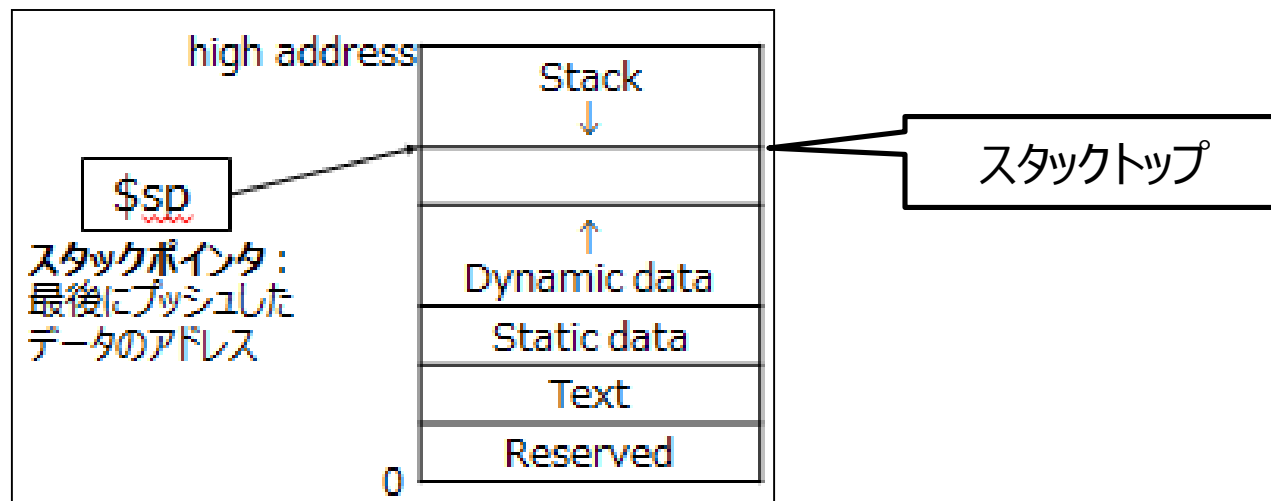 high address
Stack
↓
スタックトップ
$sp
スタックポインタ：
最後にプッシュした
データのアドレス
↑
Dynamic data
Static data
Text
Reserved
0